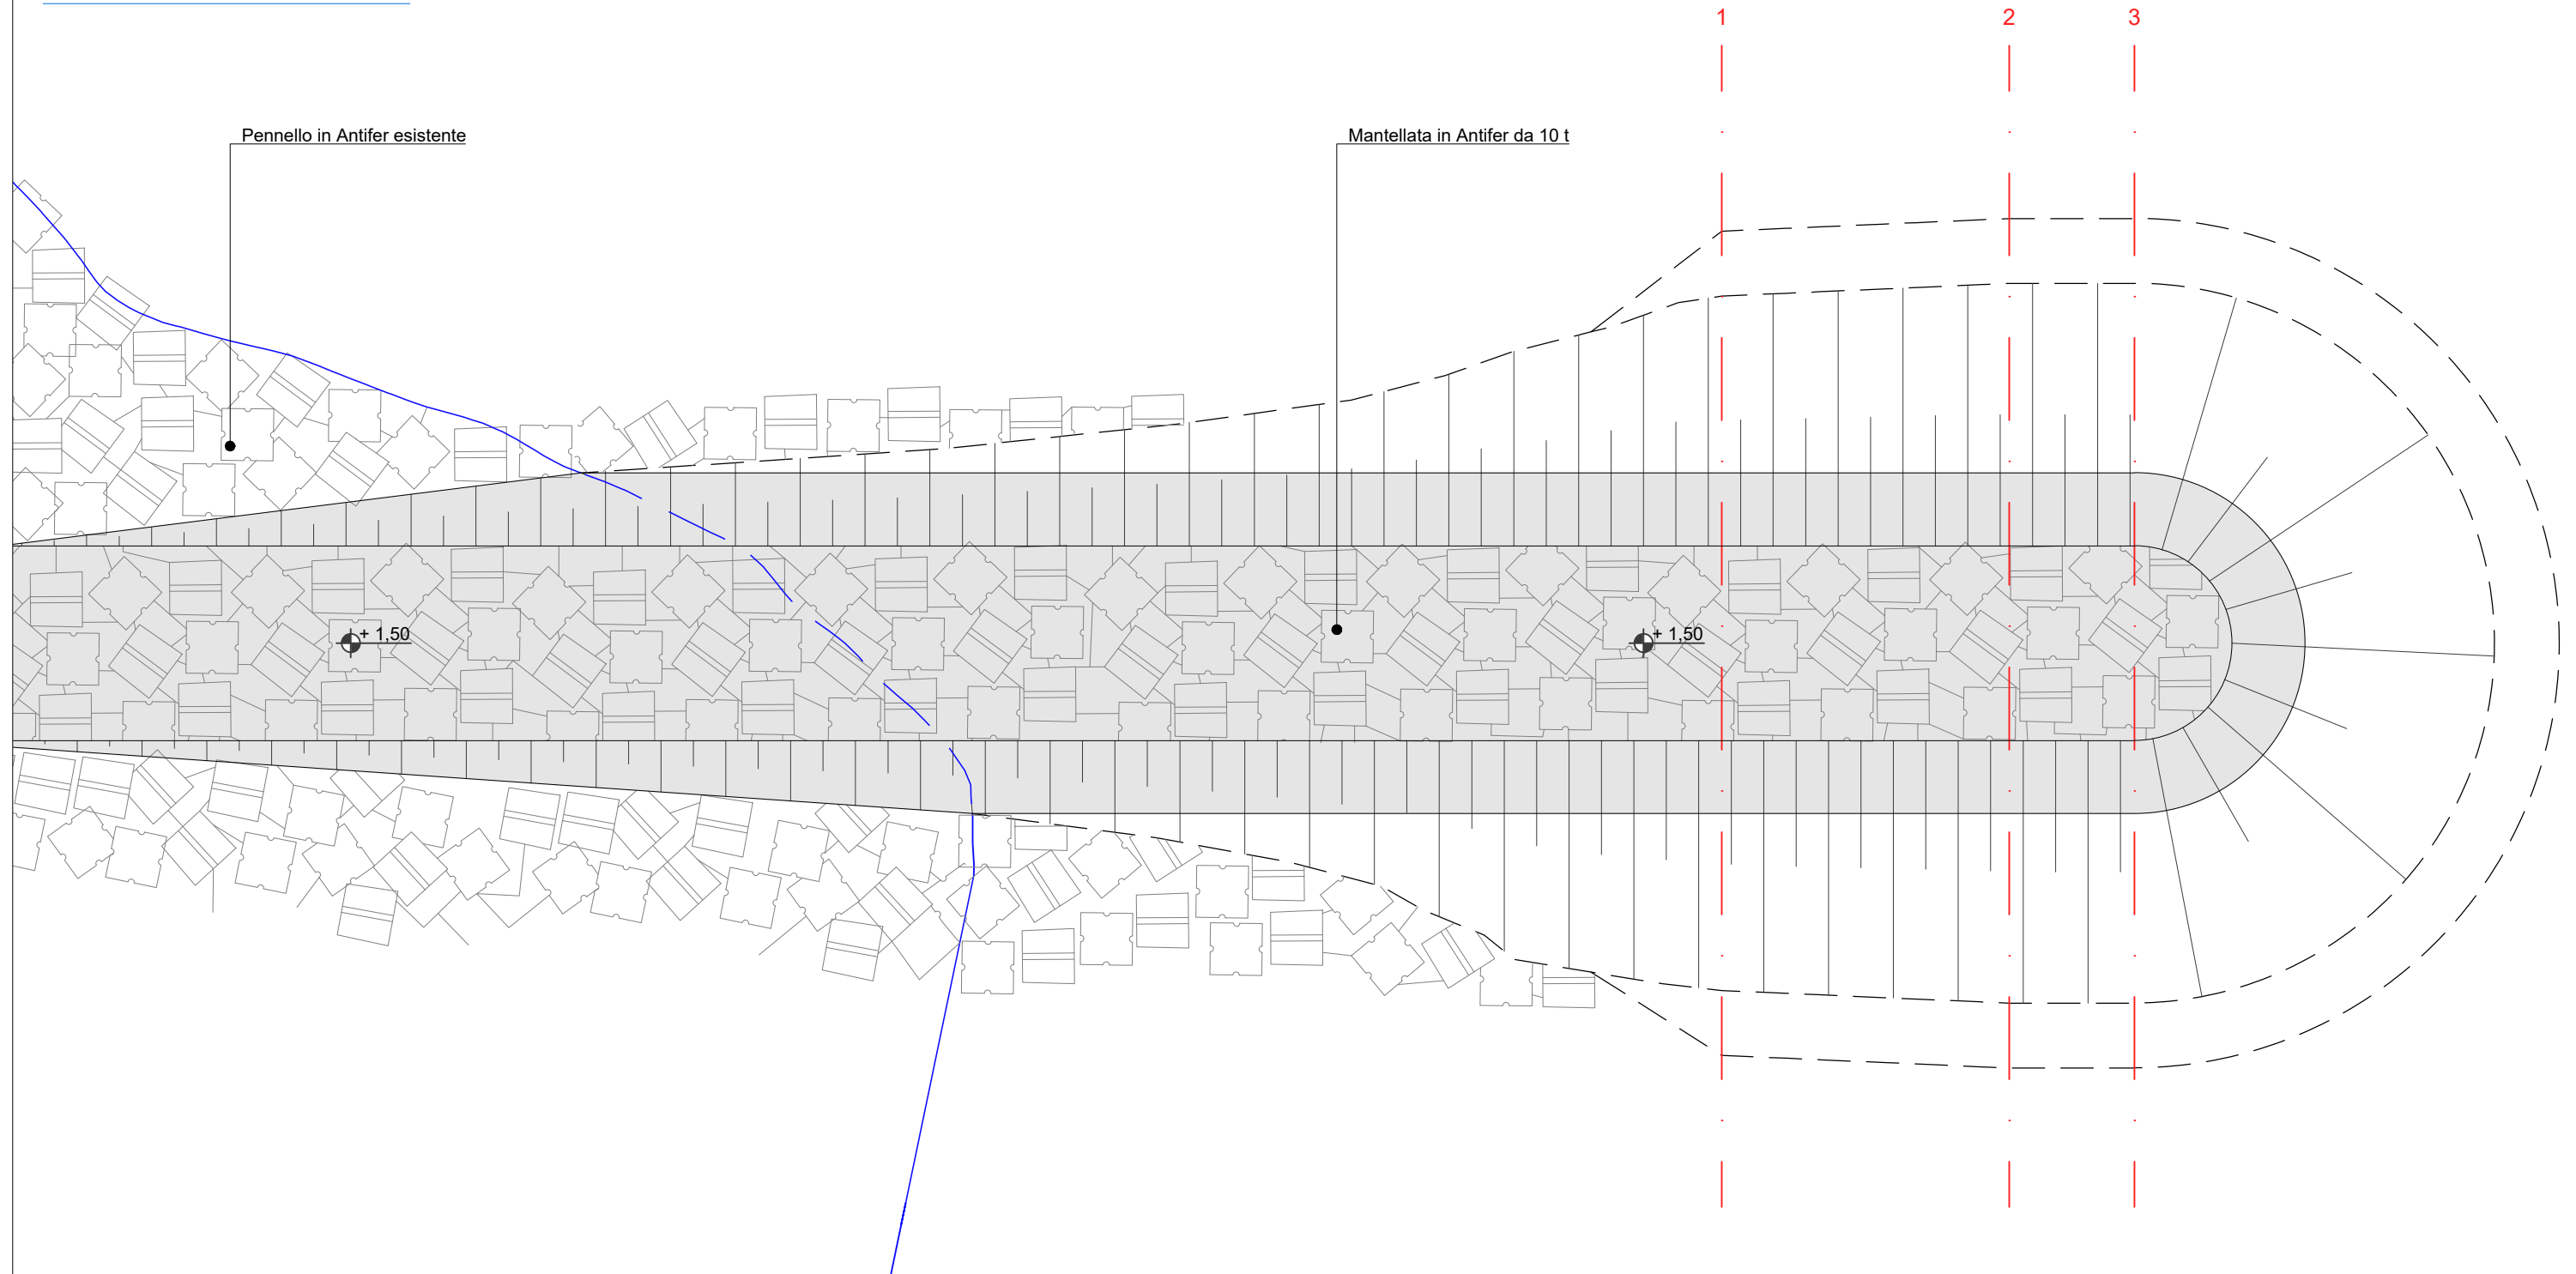 1
2
3
Pennello in Antifer esistente
Mantellata in Antifer da 10 t
+ 1,50
+ 1,50